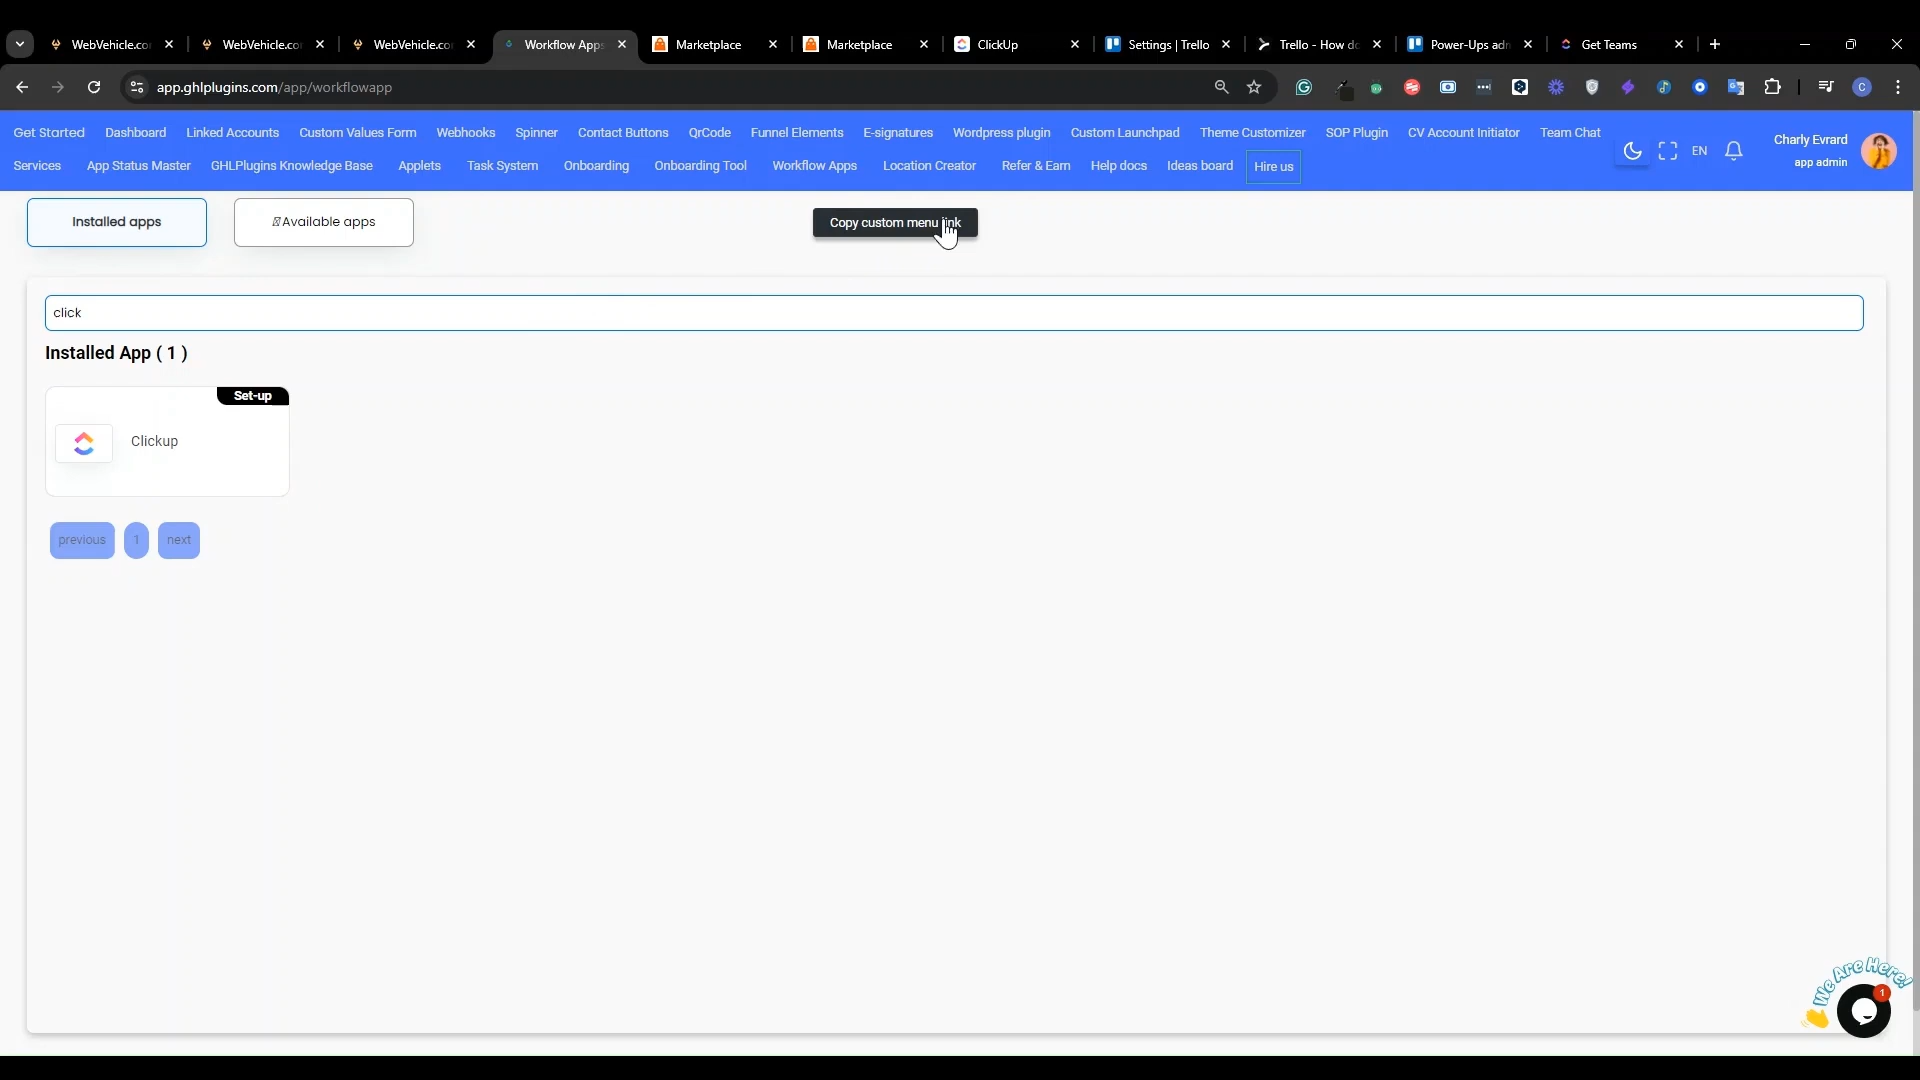 WebVehicle.co
WebVehicle.co
WebVehicle.co
Workflow Apps
Marketplace
Marketplace
ClickUp
Settings | Trello
Trello - How do
Power-Ups adm
Get Teams
app.ghlplugins.com/app/workflowapp
Get Started Dashboard Linked Accounts Custom Values Form Webhooks Spinner Contact Buttons QrCode Funnel Elements E-signatures Wordpress plugin Custom Launchpad Theme Customizer SOP Plugin CV Account Initiator Team Chat
Services App Status Master GHLPlugins Knowledge Base Applets Task System Onboarding Onboarding Tool Workflow Apps Location Creator Refer & Earn Help docs Ideas board Hire us
EN
Charly Evrard
app admin
Installed apps
Available apps
Copy custom menu link
click
Installed App ( 1 )
Set-up
Clickup
previous 1 next
We Are Here!
1